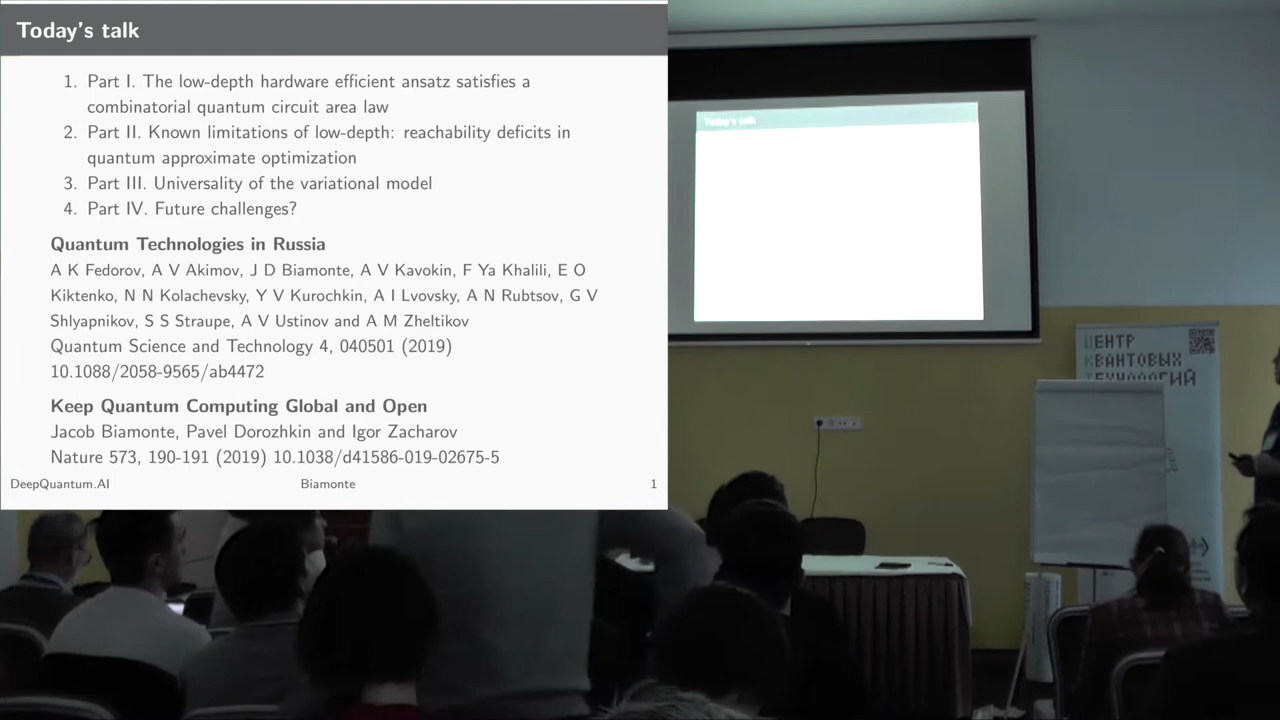 Today's talk
1. Part I. The low-depth hardware efficient ansatz satisfies a
combinatorial quantum circuit area law
2. Part II. Known limitations of low-depth: reachability deficits in
quantum approximate optimization
3. Part III. Universality of the variational model
4. Part IV. Future challenges?
Quantum Technologies in Russia
A K Fedorov, A V Akimov, J D Biamonte, A V Kavokin, F Ya Khalili, E O
Kiktenko, N N Kolachevsky, Y V Kurochkin, A I Lvovsky, A N Rubtsov, G V
Shlyapnikov, S S Straupe, A V Ustinov and A M Zheltikov
Quantum Science and Technology 4, 040501 (2019)
10.1088/2058-9565/ab4472
Keep Quantum Computing Global and Open
Jacob Biamonte, Pavel Dorozhkin and Igor Zacharov
Nature 573, 190-191 (2019) 10.1038/d41586-019-02675-5
DeepQuantum.AI Biamonte 1
Today's talk
ЦЕНТР
КВАНТОВЫХ
ТЕХНОЛОГИЙ